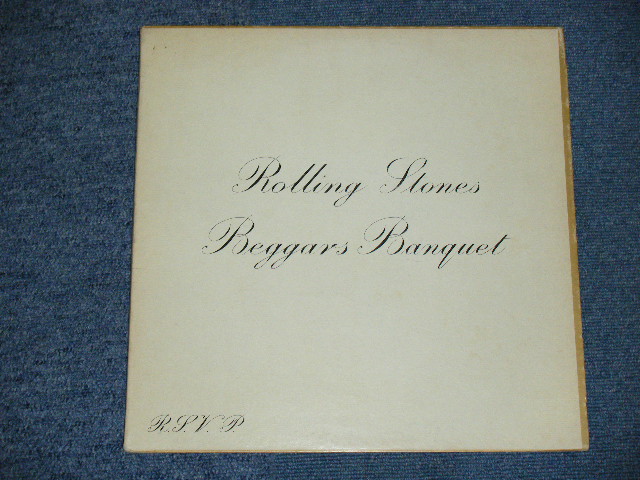 Rolling Stones
Beggars Banquet
R.S.V.P.